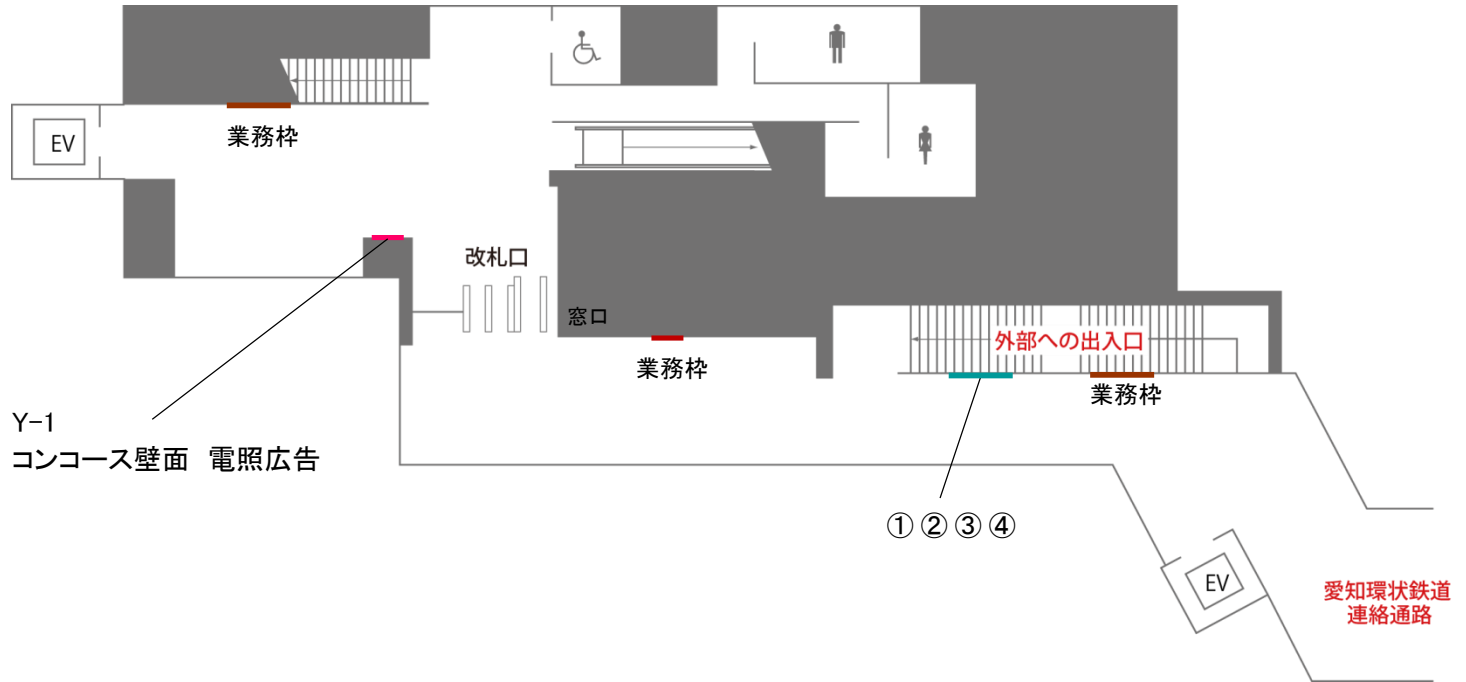 EV
業務枠
改札口
窓口
業務枠
外部への出入口
業務枠
Y-1
コンコース壁面 電照広告
①②③④
EV
愛知環状鉄道
連絡通路